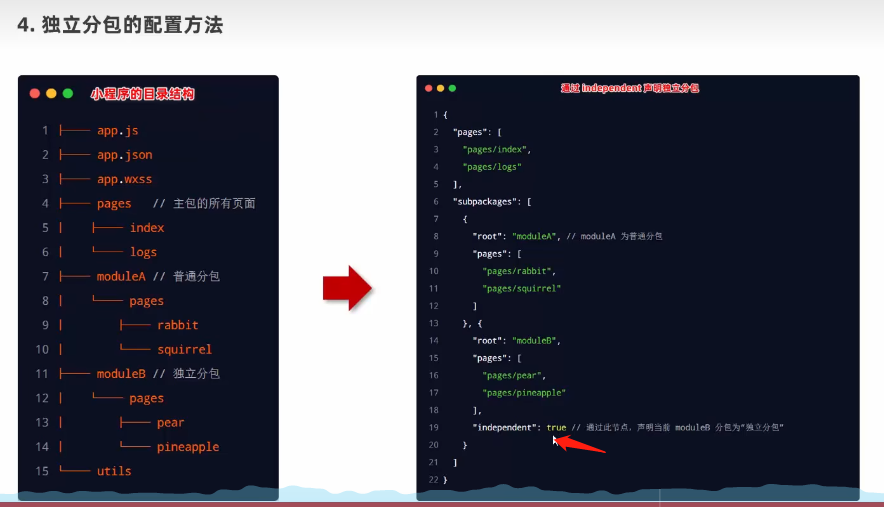 4. 独立分包的配置方法
小程序的目录结构
1 ├── app.js
2 ├── app.json
3 ├── app.wxss
4 ├── pages // 主包的所有页面
5 │ ├── index
6 │ └── logs
7 ├── moduleA // 普通分包
8 │ └── pages
9 │ ├── rabbit
10 │ └── squirrel
11 ├── moduleB // 独立分包
12 │ └── pages
13 │ ├── pear
14 │ └── pineapple
15 └── utils
通过 independent 声明独立分包
1 {
2 "pages": [
3 "pages/index",
4 "pages/logs"
5 ],
6 "subpackages": [
7 {
8 "root": "moduleA", // moduleA 为普通分包
9 "pages": [
10 "pages/rabbit",
11 "pages/squirrel"
12 ]
13 }, {
14 "root": "moduleB",
15 "pages": [
16 "pages/pear",
17 "pages/pineapple"
18 ],
19 "independent": true // 通过此节点，声明当前 moduleB 分包为“独立分包”
20 }
21 ]
22 }